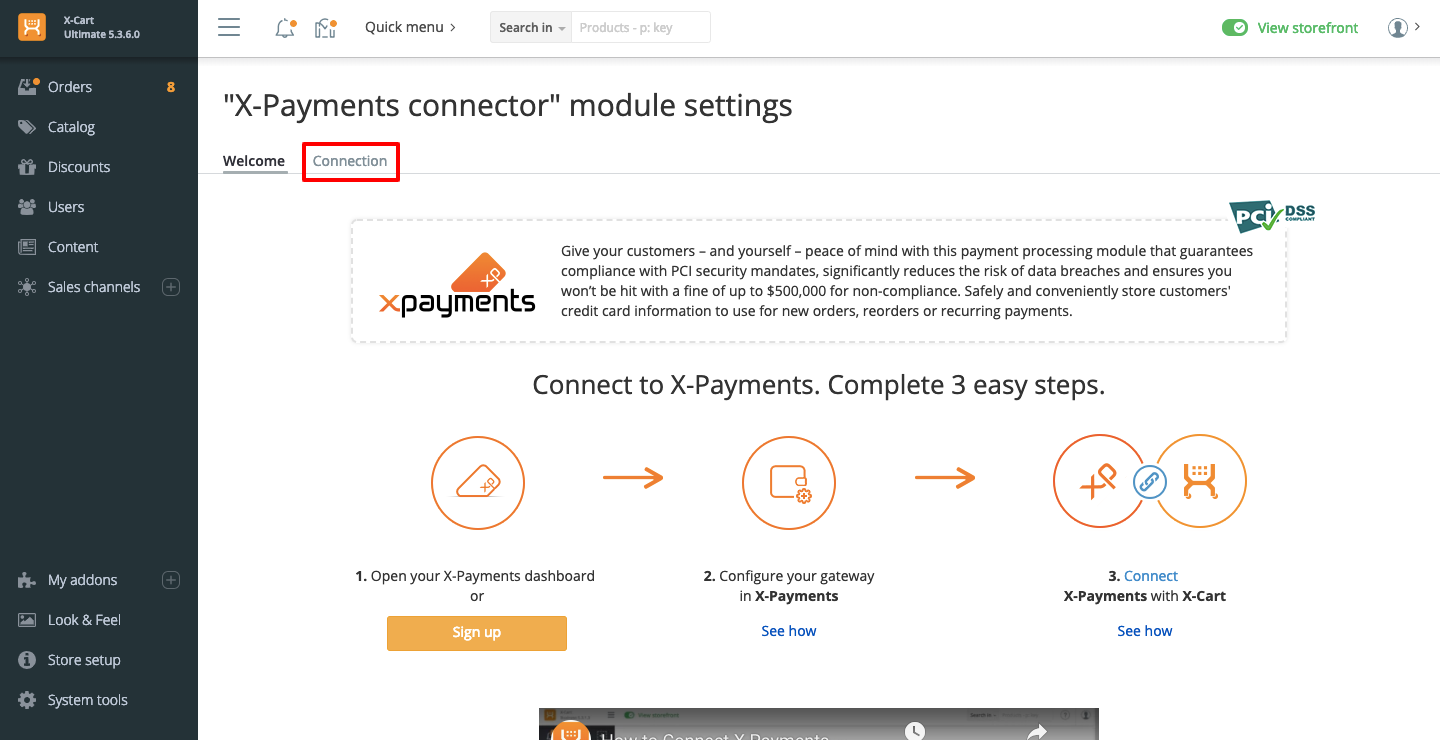 X-Cart
Ultimate 5.3.6.0
Quick menu
Search in
Products - p: key
View storefront
Orders
8
Catalog
Discounts
Users
Content
Sales channels
My addons
Look & Feel
Store setup
System tools
"X-Payments connector" module settings
Welcome
Connection
PCi DSS
COMPLIANT
xpayments
Give your customers – and yourself – peace of mind with this payment processing module that guarantees
compliance with PCI security mandates, significantly reduces the risk of data breaches and ensures you
won’t be hit with a fine of up to $500,000 for non-compliance. Safely and conveniently store customers'
credit card information to use for new orders, reorders or recurring payments.
Connect to X-Payments. Complete 3 easy steps.
1. Open your X-Payments dashboard
or
Sign up
2. Configure your gateway
in X-Payments
See how
3. Connect
X-Payments with X-Cart
See how
View storefront
How to Connect X-Payments